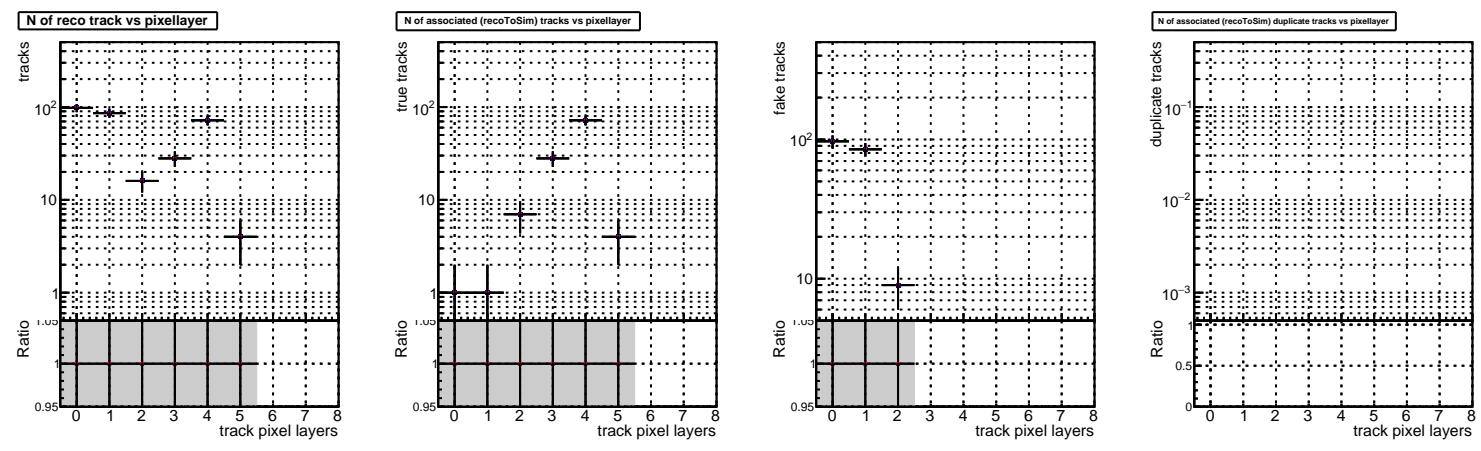 N of reco track vs pixellayer
tracks
10²
10
1
Ratio
1.05
1
0.95
0 1 2 3 4 5 6 7 8
track pixel layers
N of associated (recoToSim) tracks vs pixellayer
true tracks
10²
10
1
Ratio
1.05
1
0.95
0 1 2 3 4 5 6 7 8
track pixel layers
fake tracks
10²
10
Ratio
1.05
1
0.95
0 1 2 3 4 5 6 7 8
track pixel layers
N of associated (recoToSim) duplicate tracks vs pixellayer
duplicate tracks
10⁻¹
10⁻²
10⁻³
Ratio
1
0.5
0
0 1 2 3 4 5 6 7 8
track pixel layers